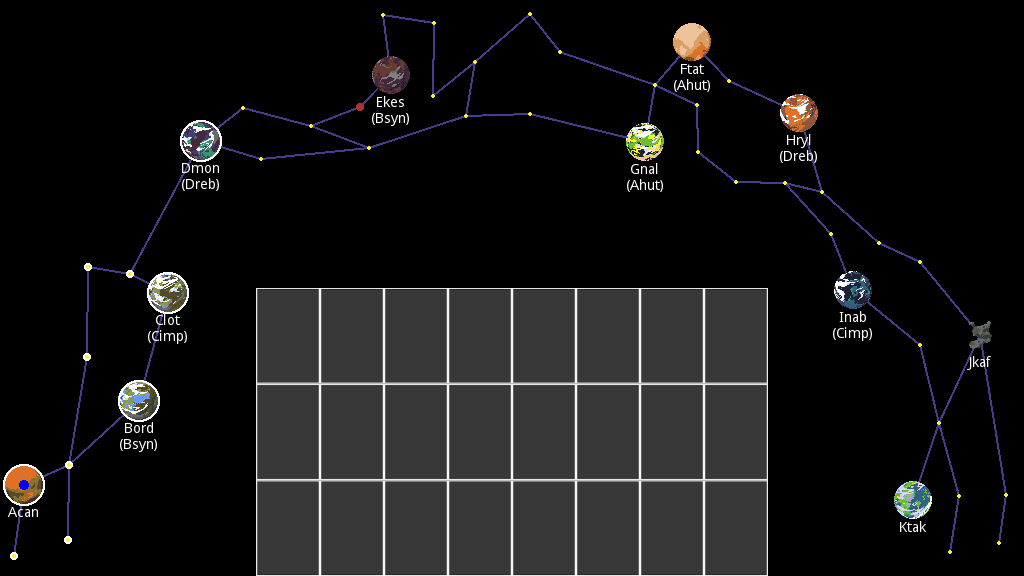 Ekes
(Bsyn)
Ftat
(Ahut)
Hryl
(Dreb)
Gnal
(Ahut)
Dmon
(Dreb)
Clot
(Cimp)
Inab
(Cimp)
Jkaf
Bord
(Bsyn)
Acan
Ktak